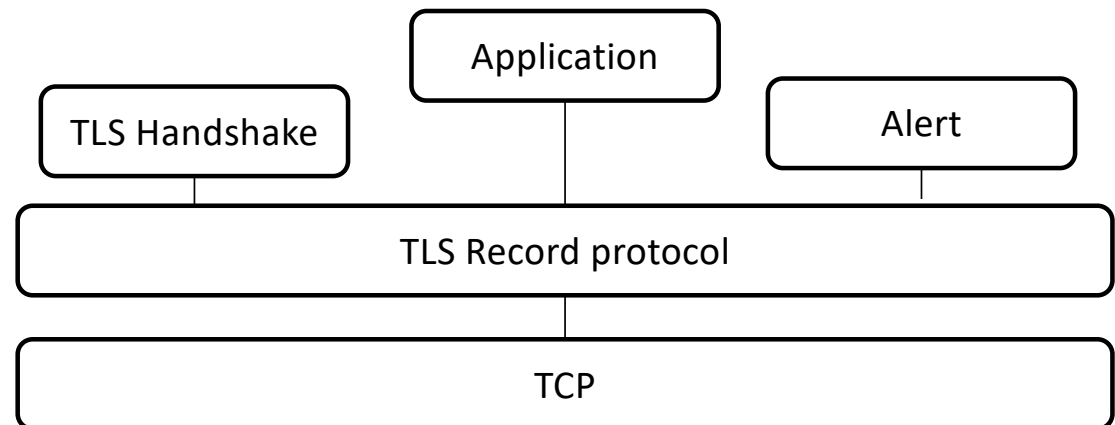 Application
TLS Handshake
Alert
TLS Record protocol
TCP